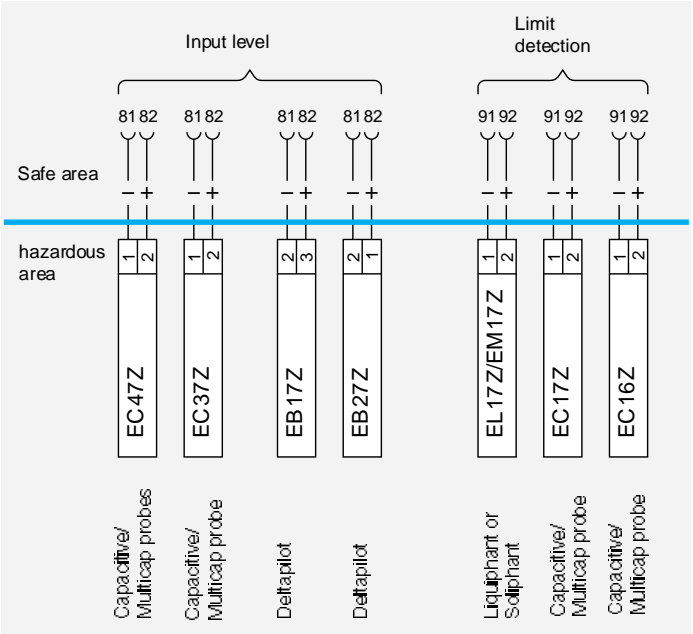 Input level
Limit
detection
81 82 81 82 81 82 81 82 91 92 91 92 91 92
Safe area
– + – + – + – + – + – + – +
hazardous
area
1 2 1 2 2 3 2 1 1 2 1 2 1 2
EC47Z
EC37Z
EB17Z
EB27Z
EL17Z/EM17Z
EC17Z
EC16Z
Capacitive/
Multicap probes
Capacitive/
Multicap probe
Deltapilot
Deltapilot
Liquiphant or
Soliphant
Capacitive/
Multicap probe
Capacitive/
Multicap probe